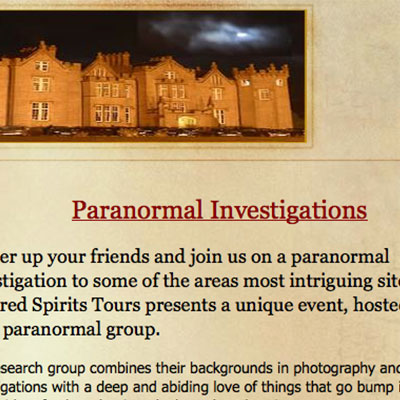 Paranormal Investigations
er up your friends and join us on a paranormal
stigation to some of the areas most intriguing sit
red Spirits Tours presents a unique event, hoste
paranormal group.
search group combines their backgrounds in photography and
gations with a deep and abiding love of things that go bump i